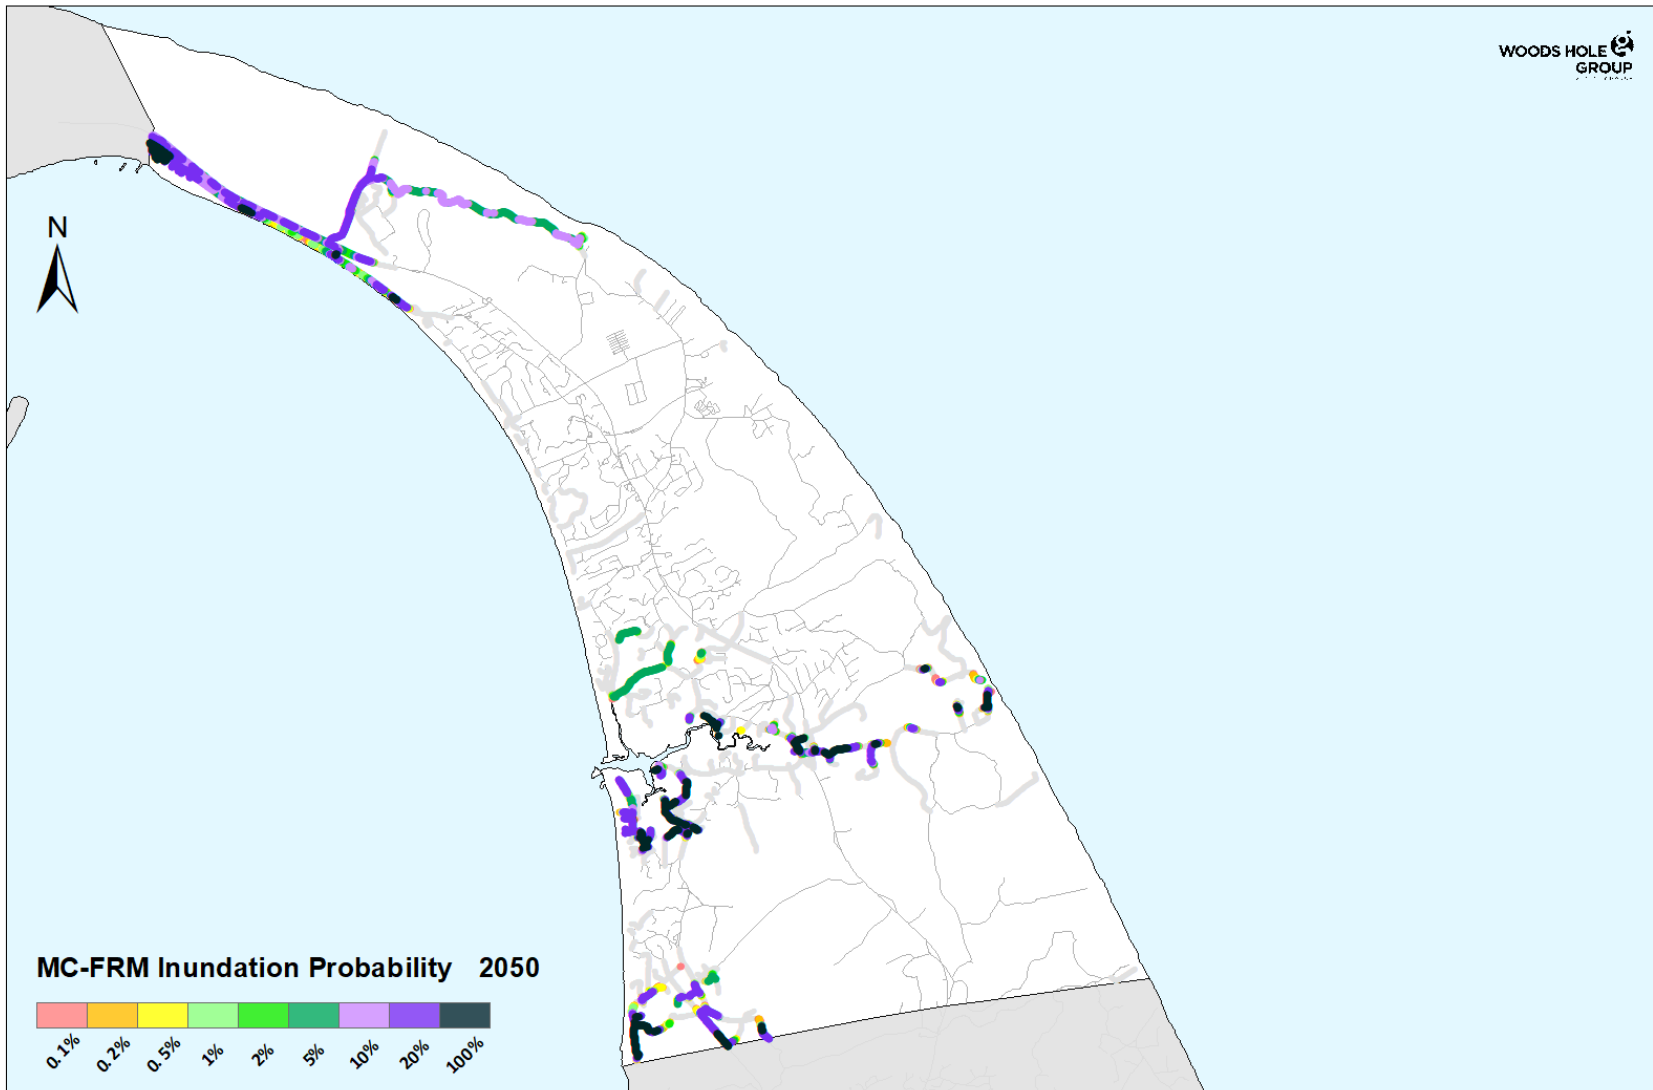 WOODS HOLE
GROUP
N
MC-FRM Inundation Probability 2050
0.1% 0.2% 0.5% 1% 2% 5% 10% 20% 100%